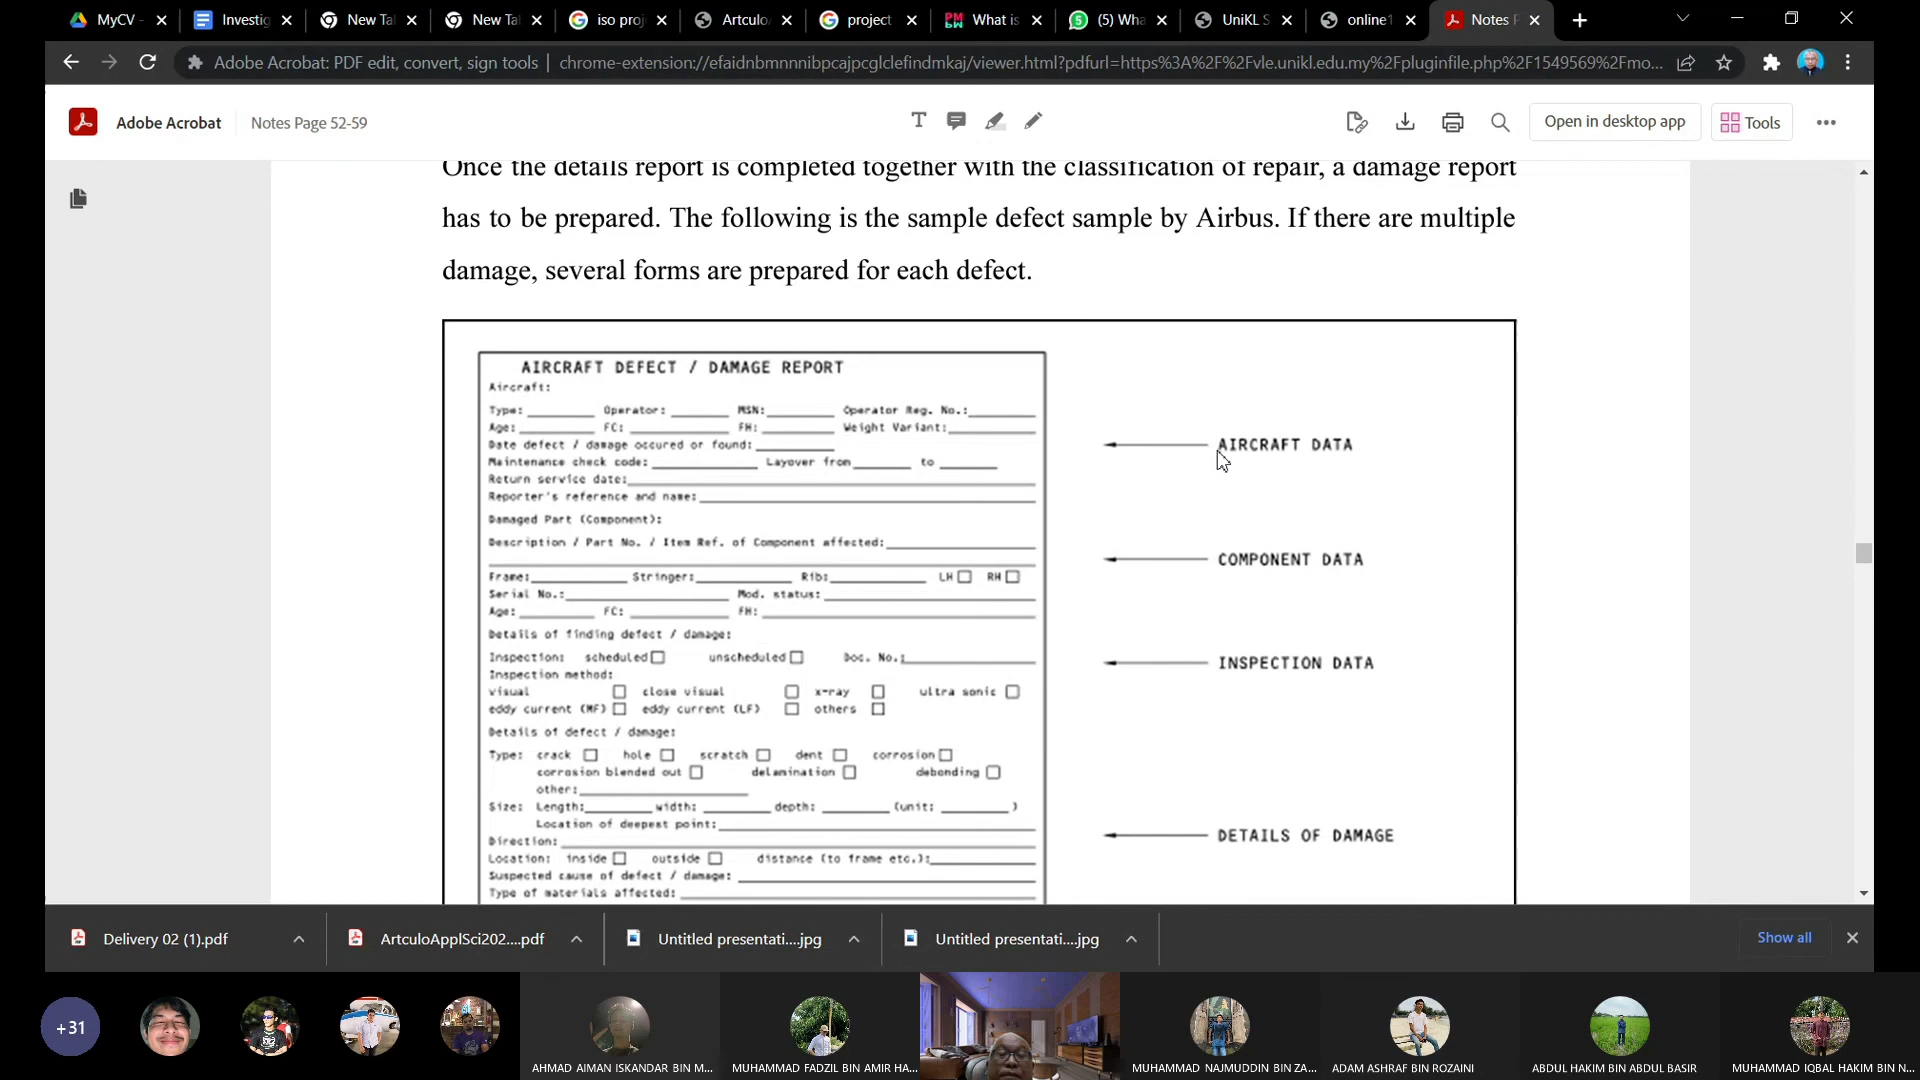 MyCV -
Investig
New Ta
New Ta
iso proj
Artculo
project
What is
(5) Wha
UniKL S
online1
Notes P
Adobe Acrobat: PDF edit, convert, sign tools | chrome-extension://efaidnbmnnnibpcajpcglclefindmkaj/viewer.html?pdfurl=https%3A%2F%2Fvle.unikl.edu.my%2Fpluginfile.php%2F1549569%2Fmo...
Adobe Acrobat
Notes Page 52-59
Open in desktop app
Tools
Once the details report is completed together with the classification of repair, a damage report
has to be prepared. The following is the sample defect sample by Airbus. If there are multiple
damage, several forms are prepared for each defect.
AIRCRAFT DEFECT / DAMAGE REPORT
Aircraft:
Type: Operator: MSN: Operator Reg. No.:
Age: FC: FH: Weight Variant:
Date defect / damage occured or found:
Maintenance check code: Layover from to
Return service date:
Reporter's reference and name:
AIRCRAFT DATA
Damaged Part (Component):
Description / Part No. / Item Ref. of Component affected:
Frame: Stringer: Rib: LH RH
Serial No.: Mod. status:
Age: FC: FH:
COMPONENT DATA
Details of finding defect / damage:
Inspection: scheduled unscheduled Doc. No.:
Inspection method:
visual close visual x-ray ultra sonic
eddy current (MF) eddy current (LF) others
INSPECTION DATA
Details of defect / damage:
Type: crack hole scratch dent corrosion
corrosion blended out delamination debonding
other:
Size: Length: width: depth: (unit: )
Location of deepest point:
Direction:
Location: inside outside distance (to frame etc.):
Suspected cause of defect / damage:
Type of materials affected:
DETAILS OF DAMAGE
Delivery 02 (1).pdf
ArtculoApplSci202....pdf
Untitled presentati....jpg
Untitled presentati....jpg
Show all
+31
AHMAD AIMAN ISKANDAR BIN M...
MUHAMMAD FADZIL BIN AMIR HA...
MUHAMMAD NAJMUDDIN BIN ZA...
ADAM ASHRAF BIN ROZAINI
ABDUL HAKIM BIN ABDUL BASIR
MUHAMMAD IQBAL HAKIM BIN N...